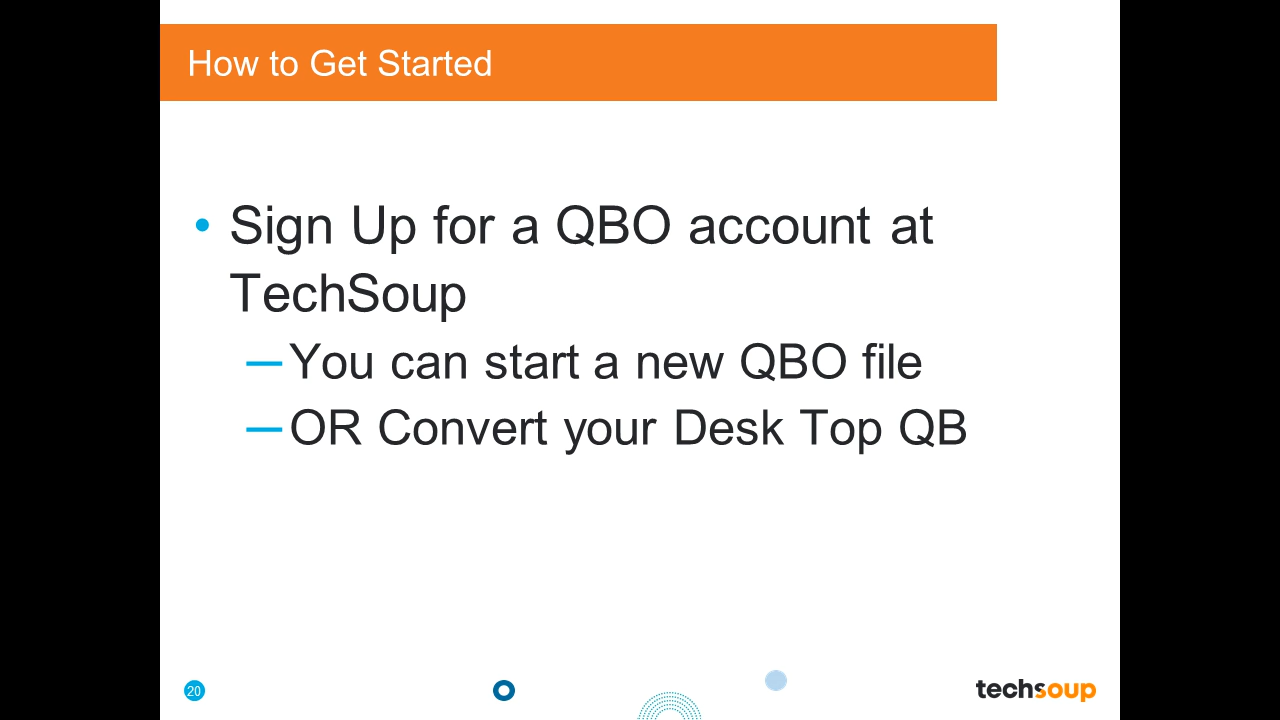 How to Get Started
• Sign Up for a QBO account at
TechSoup
—You can start a new QBO file
—OR Convert your Desk Top QB
20
techsoup